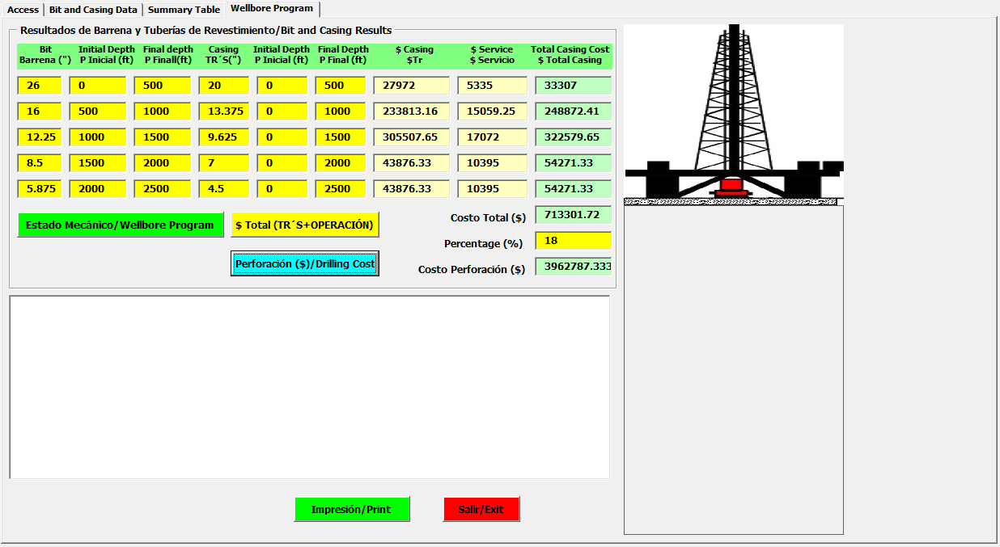 Access
Bit and Casing Data
Summary Table
Wellbore Program
Resultados de Barrena y Tuberías de Revestimiento/Bit and Casing Results
Bit Initial Depth Final depth Casing Initial Depth Final Depth $ Casing $ Service Total Casing Cost
Barrena (") P Inicial (ft) P Finall(ft) TR´S(") P Inicial (ft) P Final (ft) $Tr $ Servicio $ Total Casing
26 0 500 20 0 500 27972 5335 33307
16 500 1000 13.375 0 1000 233813.16 15059.25 248872.41
12.25 1000 1500 9.625 0 1500 305507.65 17072 322579.65
8.5 1500 2000 7 0 2000 43876.33 10395 54271.33
5.875 2000 2500 4.5 0 2500 43876.33 10395 54271.33
Estado Mecánico/Wellbore Program
$ Total (TR´S+OPERACIÓN)
Costo Total ($) 713301.72
Percentage (%) 18
Perforación ($)/Drilling Cost
Costo Perforación ($) 3962787.333
Impresión/Print
Salir/Exit